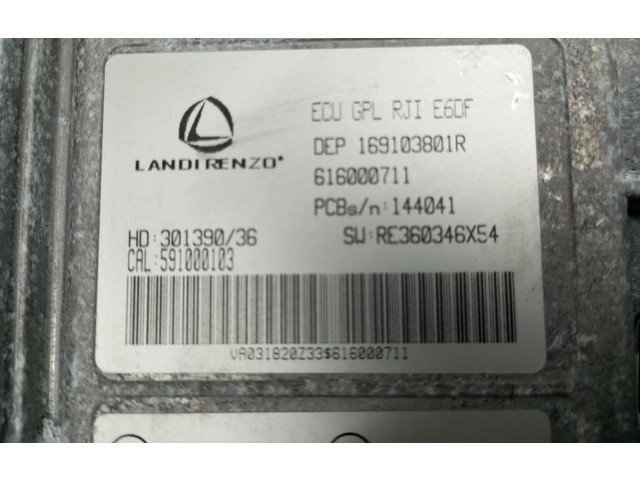 ECU GPL RJI E6DF
LANDIRENZO®
DEP 169103801R
616000711
PCBs/n:144041
HD:301390/36 SW:RE360346X54
CAL:591000103
VA031820Z33$616000711